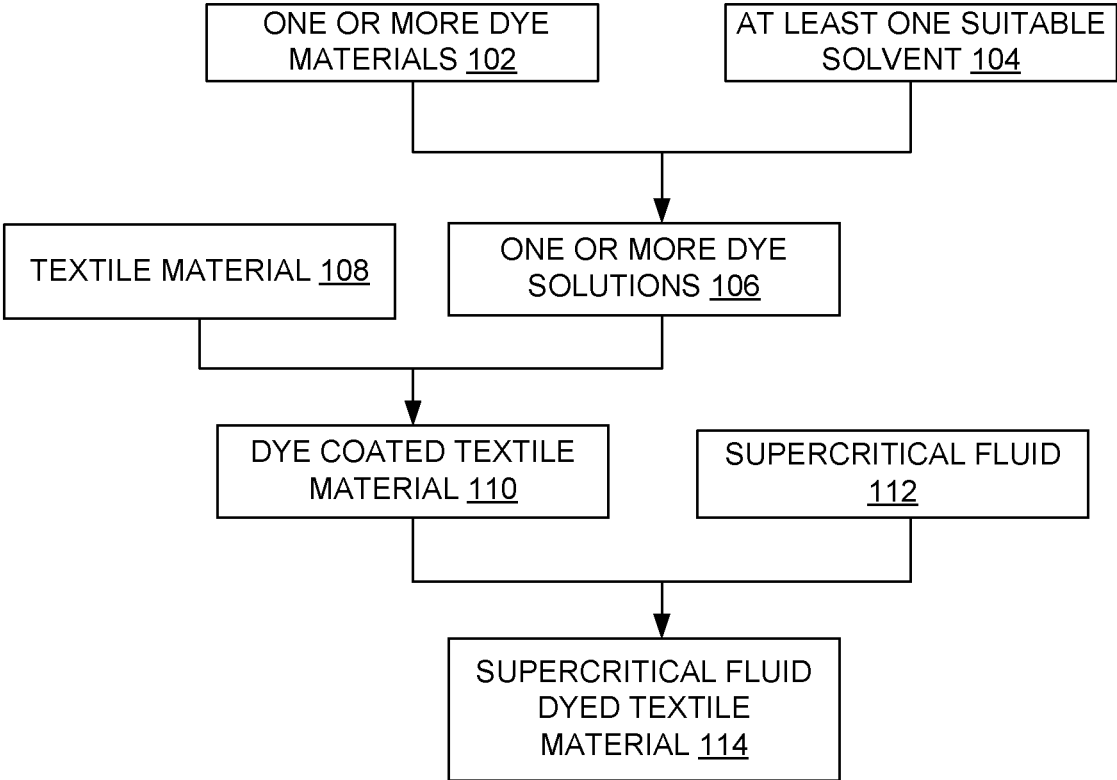 ONE OR MORE DYE
MATERIALS 102
AT LEAST ONE SUITABLE
SOLVENT 104
TEXTILE MATERIAL 108
ONE OR MORE DYE
SOLUTIONS 106
DYE COATED TEXTILE
MATERIAL 110
SUPERCRITICAL FLUID
112
SUPERCRITICAL FLUID
DYED TEXTILE
MATERIAL 114